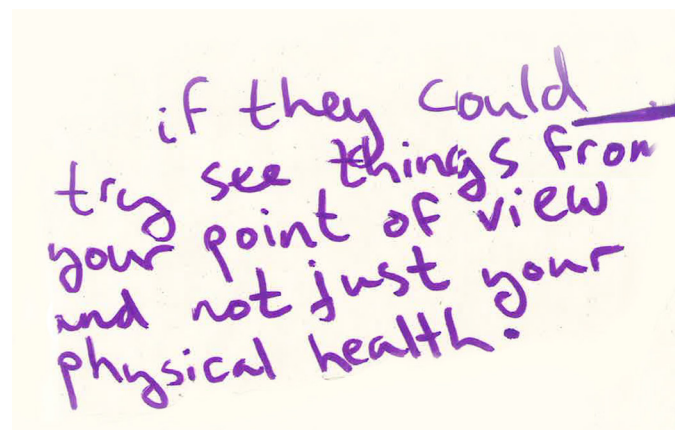 if they could
try see things from
your point of view
and not just your
physical health.